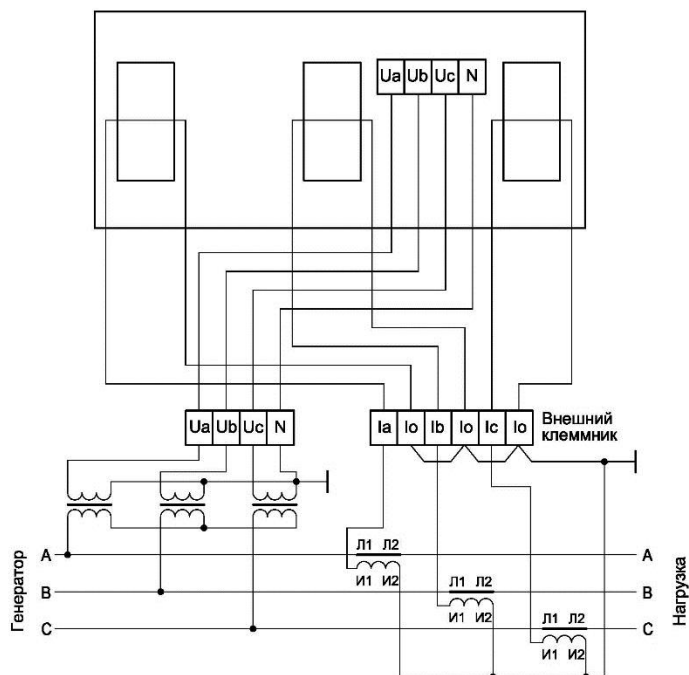 Ua Ub Uc N
Ua Ub Uc N
Ia Io Ib Io Ic Io
Внешний
клеммник
Генератор
A Л1 Л2 A
И1 И2
B Л1 Л2 B
И1 И2
C Л1 Л2 C
И1 И2
Нагрузка